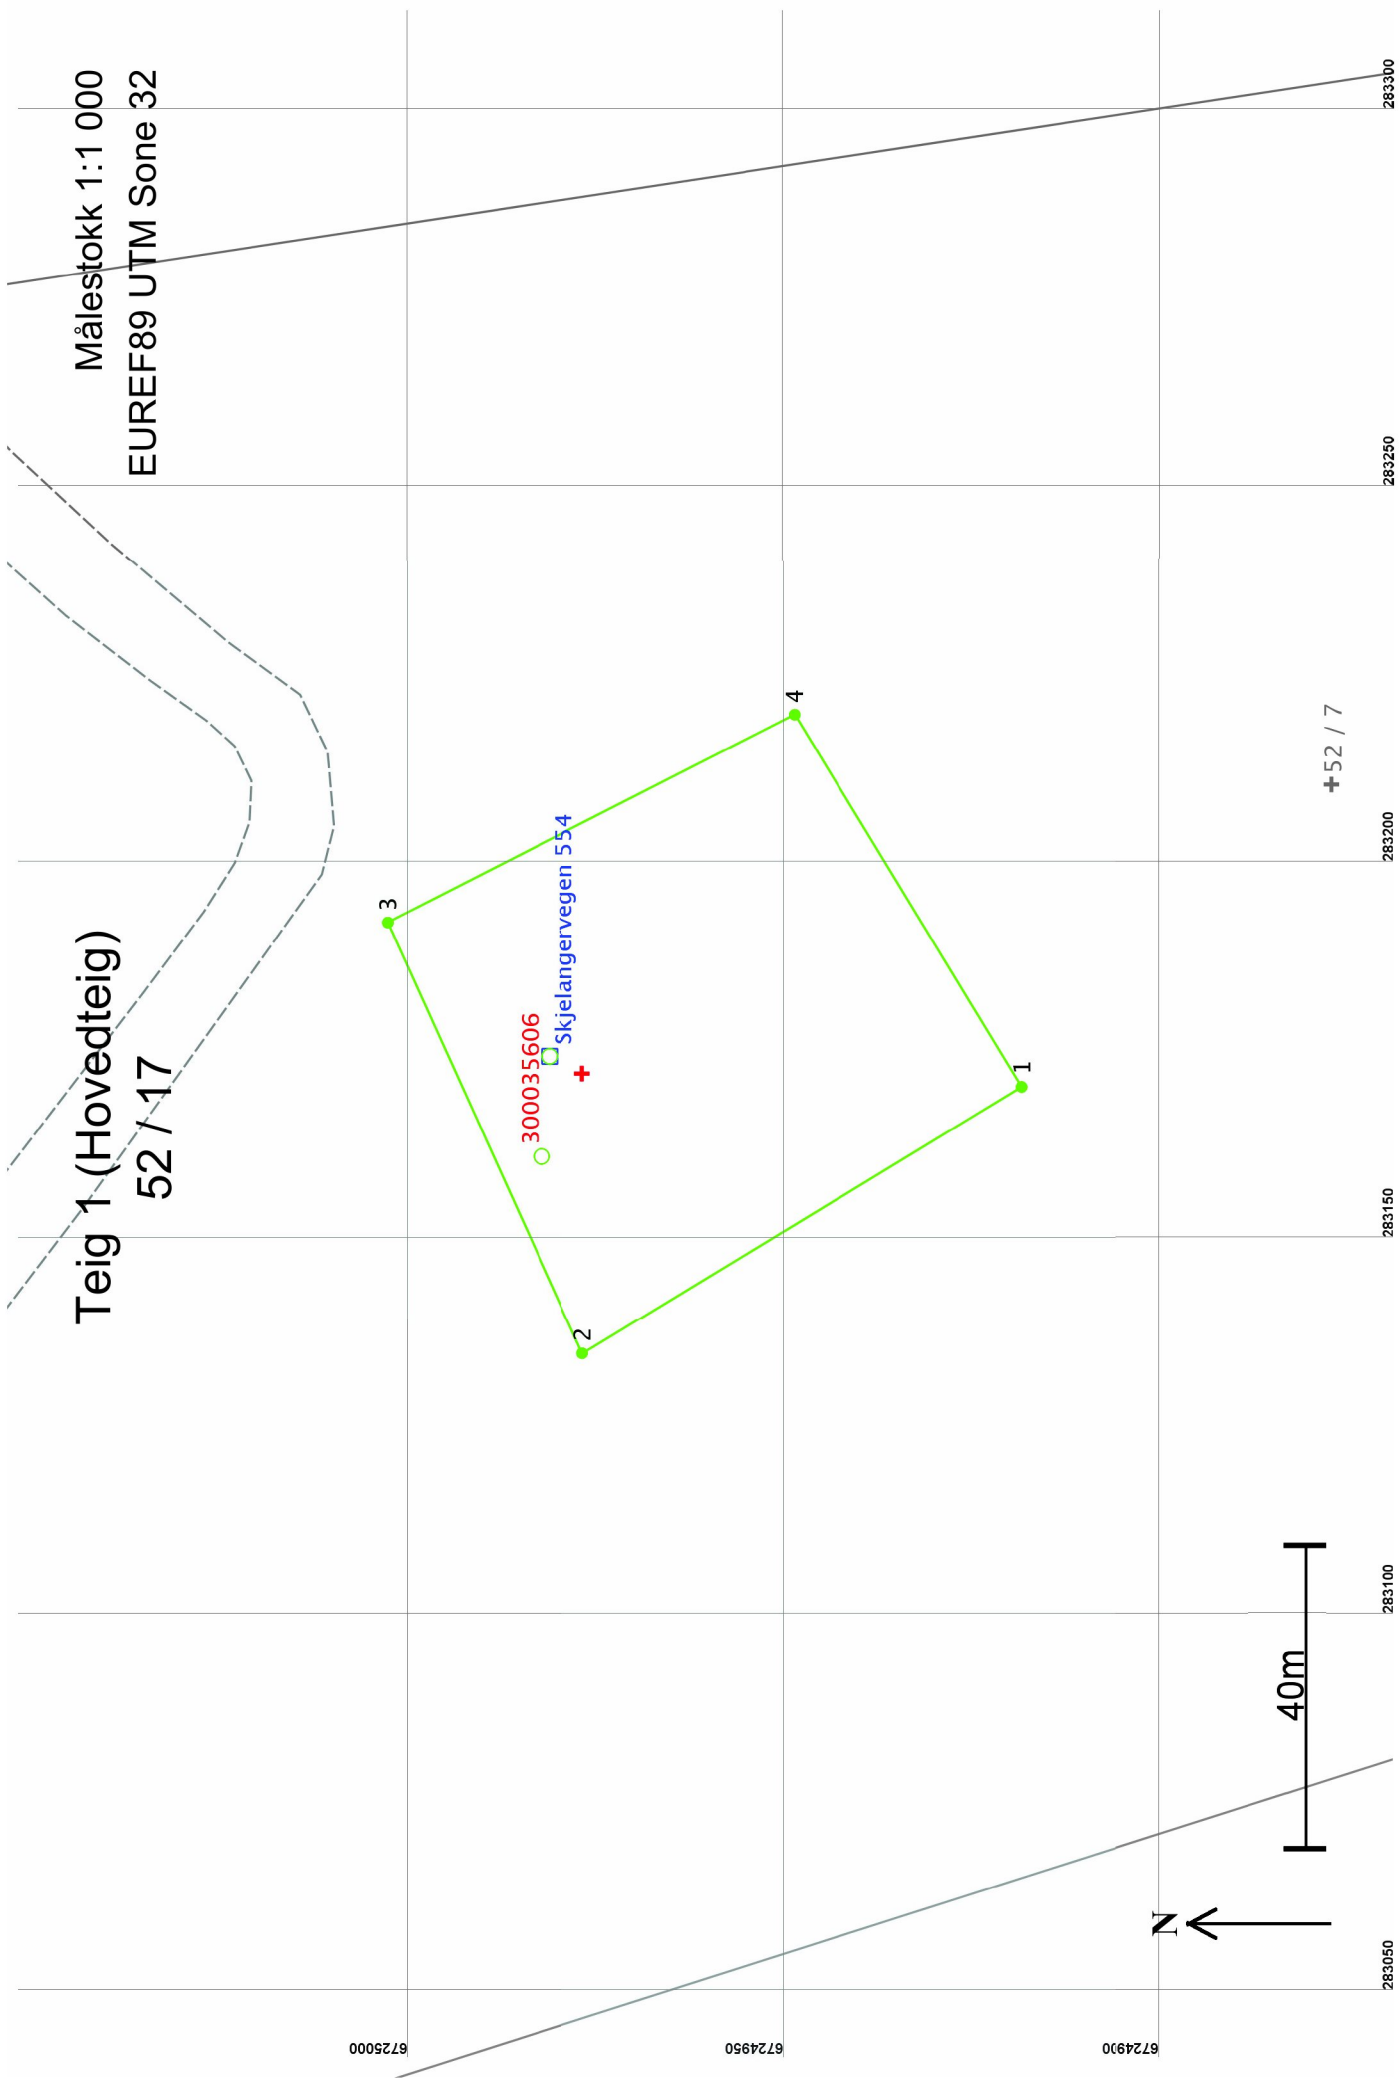 Teig 1 (Hovedteig)
52 / 17
Målestokk 1:1 000
EUREF89 UTM Sone 32
3
300035606
Skjelangervegen 554
2
4
1
52 / 7
40m
N
6725000
6724950
6724900
283050
283100
283150
283200
283250
283300